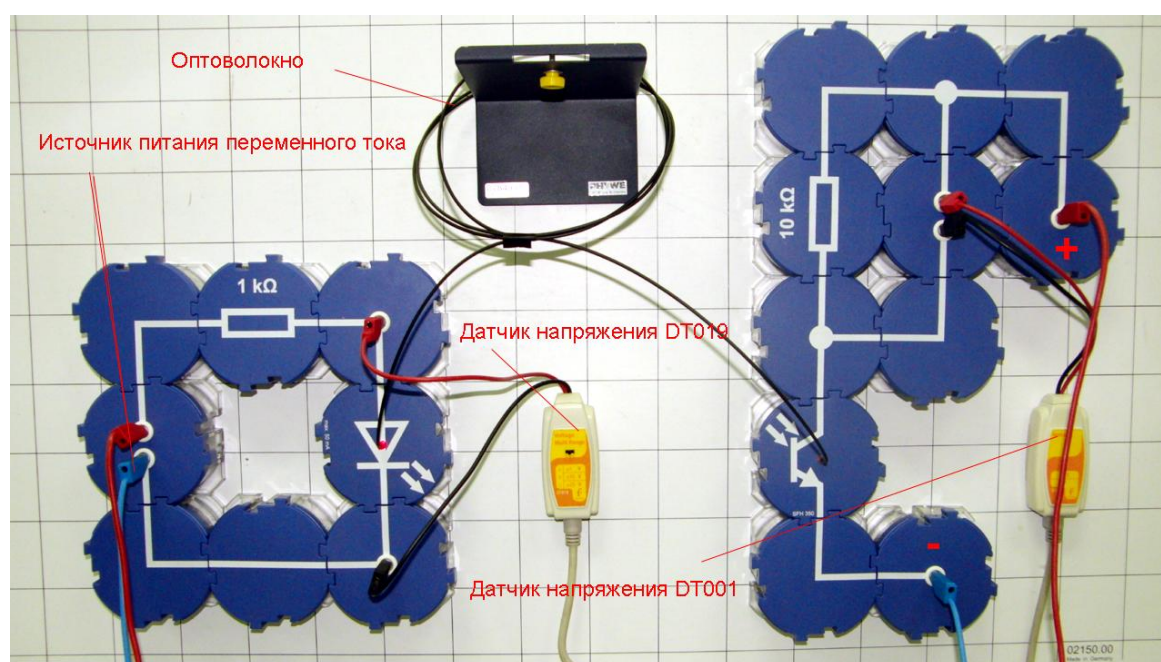 Оптоволокно
Источник питания переменного тока
PHYWE
10 kΩ
+
1 kΩ
Датчик напряжения DT019
Voltage
-
Датчик напряжения DT001
02150.00
Made in Germany